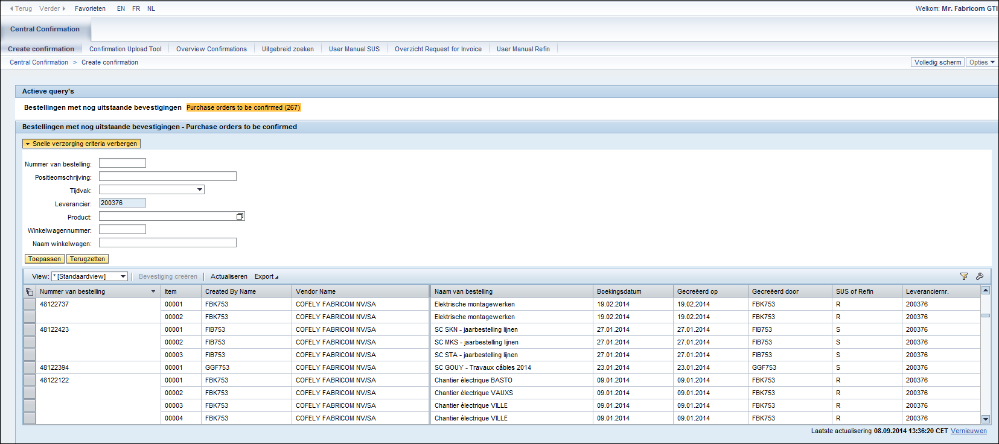 Terug Verder Favorieten EN FR NL Welkom: Mr. Fabricom GTI
Central Confirmation
Create confirmation Confirmation Upload Tool Overview Confirmations Uitgebreid zoeken User Manual SUS Overzicht Request for Invoice User Manual Refin
Central Confirmation > Create confirmation Volledig scherm Opties
Actieve query's
Bestellingen met nog uitstaande bevestigingen Purchase orders to be confirmed (267)
Bestellingen met nog uitstaande bevestigingen - Purchase orders to be confirmed
Snelle verzorging criteria verbergen
Nummer van bestelling:
Positieomschrijving:
Tijdvak:
Leverancier: 200376
Product:
Winkelwagennummer:
Naam winkelwagen:
Toepassen Terugzetten
View: * [Standaardview] Bevestiging creëren Actualiseren Export
Nummer van bestelling Item Created By Name Vendor Name Naam van bestelling Boekingsdatum Gecreëerd op Gecreëerd door SUS of Refin Leveranciernr.
48122737 00001 FBK753 COFELY FABRICOM NV/SA Elektrische montagewerken 19.02.2014 19.02.2014 FBK753 R 200376
00002 FBK753 COFELY FABRICOM NV/SA Elektrische montagewerken 19.02.2014 19.02.2014 FBK753 R 200376
48122423 00001 FIB753 COFELY FABRICOM NV/SA SC SKN - jaarbestelling lijnen 27.01.2014 27.01.2014 FIB753 S 200376
00002 FIB753 COFELY FABRICOM NV/SA SC MKS - jaarbestelling lijnen 27.01.2014 27.01.2014 FIB753 S 200376
00003 FIB753 COFELY FABRICOM NV/SA SC STA - jaarbestelling lijnen 27.01.2014 27.01.2014 FIB753 S 200376
48122394 00001 GGF753 COFELY FABRICOM NV/SA SC GOUY - Travaux câbles 2014 23.01.2014 23.01.2014 GGF753 S 200376
48122122 00001 FBK753 COFELY FABRICOM NV/SA Chantier électrique BASTO 09.01.2014 09.01.2014 FBK753 R 200376
00002 FBK753 COFELY FABRICOM NV/SA Chantier électrique VAUXS 09.01.2014 09.01.2014 FBK753 R 200376
00003 FBK753 COFELY FABRICOM NV/SA Chantier électrique VILLE 09.01.2014 09.01.2014 FBK753 R 200376
00004 FBK753 COFELY FABRICOM NV/SA Chantier électrique VILLE 09.01.2014 09.01.2014 FBK753 R 200376
Laatste actualisering 08.09.2014 13:36:20 CET Vernieuwen